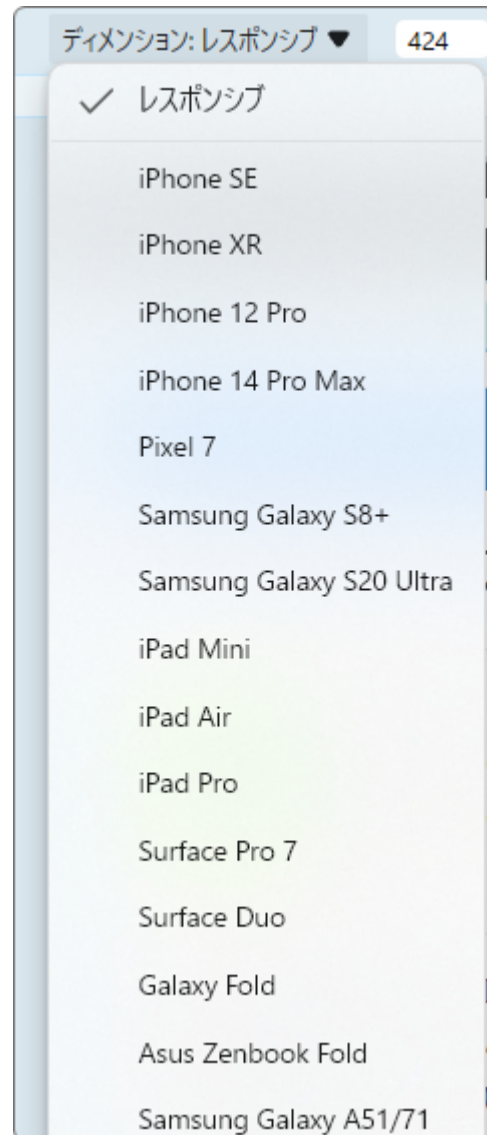 ディメンション: レスポンシブ ▼ 424
レスポンシブ
iPhone SE
iPhone XR
iPhone 12 Pro
iPhone 14 Pro Max
Pixel 7
Samsung Galaxy S8+
Samsung Galaxy S20 Ultra
iPad Mini
iPad Air
iPad Pro
Surface Pro 7
Surface Duo
Galaxy Fold
Asus Zenbook Fold
Samsung Galaxy A51/71